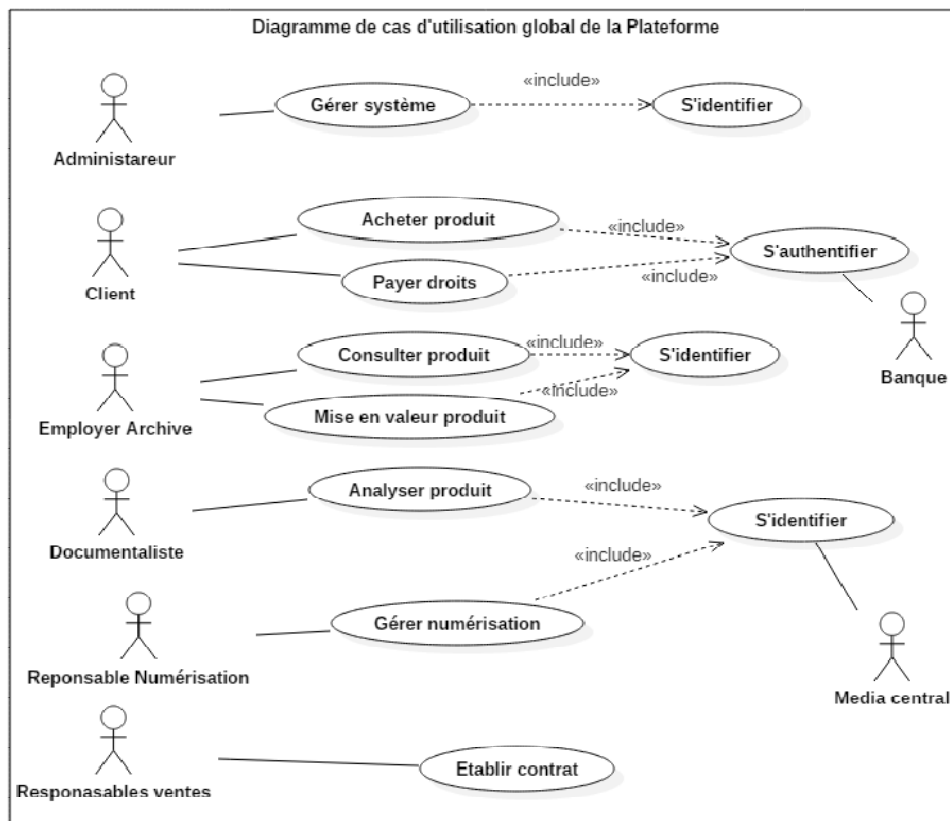 Diagramme de cas d'utilisation global de la Plateforme
«include»
Gérer système
S'identifier
Administareur
Acheter produit
«include»
S'authentifier
Client
Payer droits
«include»
Consulter produit
«include»
S'identifier
Banque
Employer Archive
Mise en valeur produit
«include»
Analyser produit
«include»
S'identifier
Documentaliste
«include»
Gérer numérisation
Reponsable Numérisation
Media central
Etablir contrat
Responasables ventes